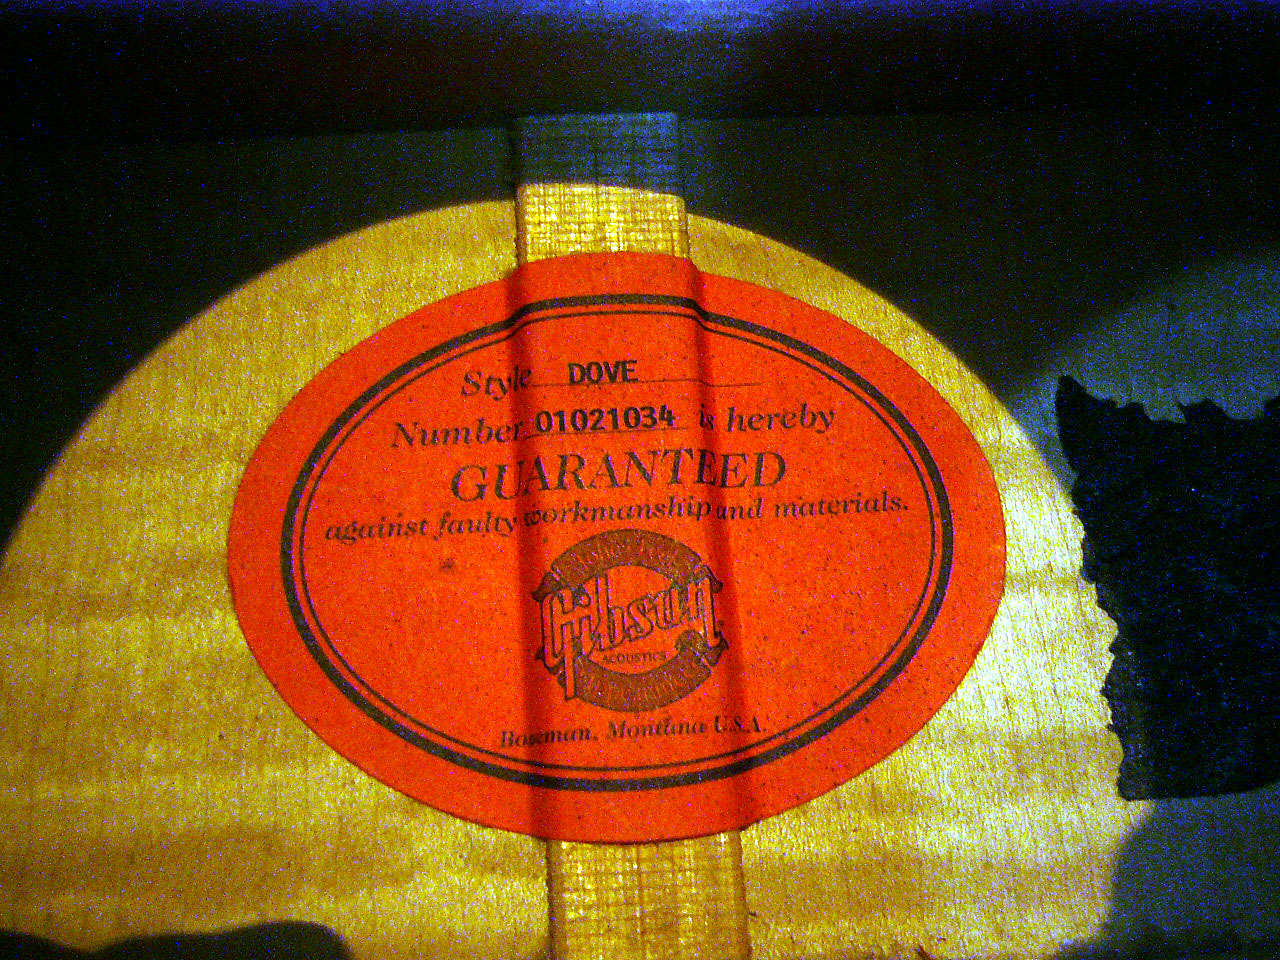 Style DOVE
Number 01021034 is hereby
GUARANTEED
against faulty workmanship and materials.
Gibson
ACOUSTICS
Bozeman, Montana U.S.A.